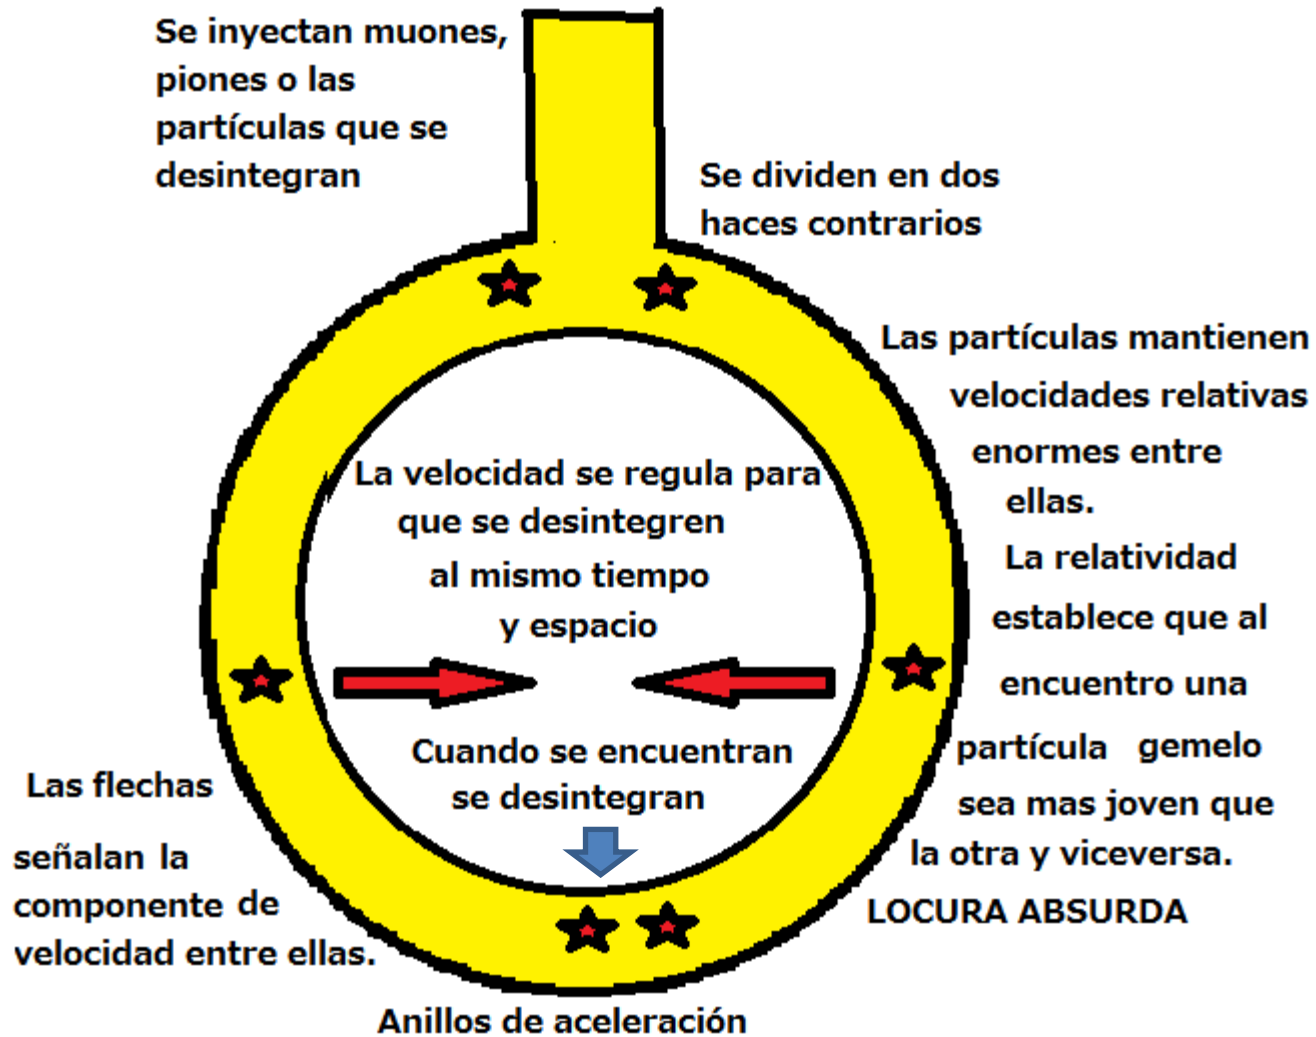 Se inyectan muones,
piones o las
partículas que se
desintegran
Se dividen en dos
haces contrarios
Las partículas mantienen
velocidades relativas
enormes entre
ellas.
La relatividad
establece que al
encuentro una
partícula gemelo
sea mas joven que
la otra y viceversa.
LOCURA ABSURDA
La velocidad se regula para
que se desintegren
al mismo tiempo
y espacio
Cuando se encuentran
se desintegran
Las flechas
señalan la
componente de
velocidad entre ellas.
Anillos de aceleración